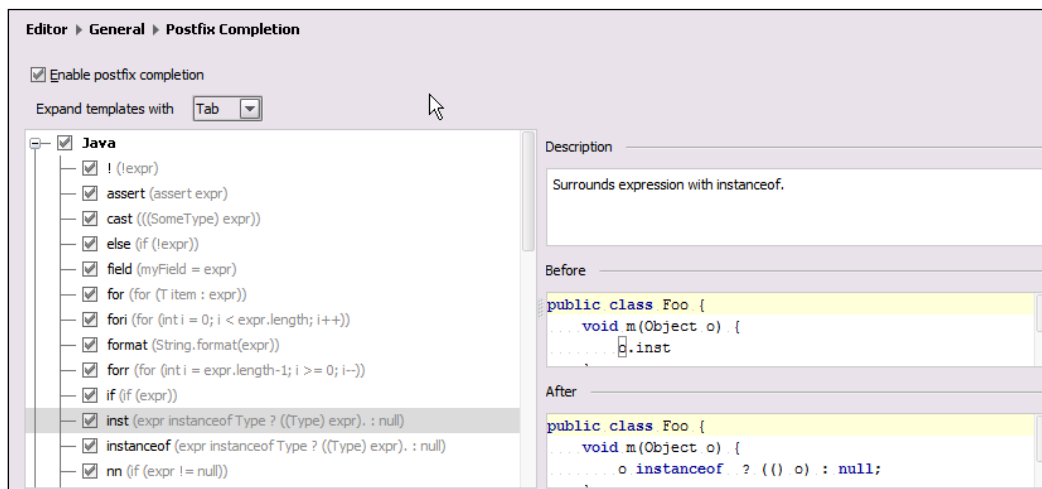 Editor ▸ General ▸ Postfix Completion
Enable postfix completion
Expand templates with Tab
Java
! (!expr)
assert (assert expr)
cast (((SomeType) expr))
else (if (!expr))
field (myField = expr)
for (for (T item : expr))
fori (for (int i = 0; i < expr.length; i++))
format (String.format(expr))
forr (for (int i = expr.length-1; i >= 0; i--))
if (if (expr))
inst (expr instanceof Type ? ((Type) expr). : null)
instanceof (expr instanceof Type ? ((Type) expr). : null)
nn (if (expr != null))
Description
Surrounds expression with instanceof.
Before
public class Foo {
void m(Object o) {
o.inst
After
public class Foo {
void m(Object o) {
o instanceof  ? (() o) : null;